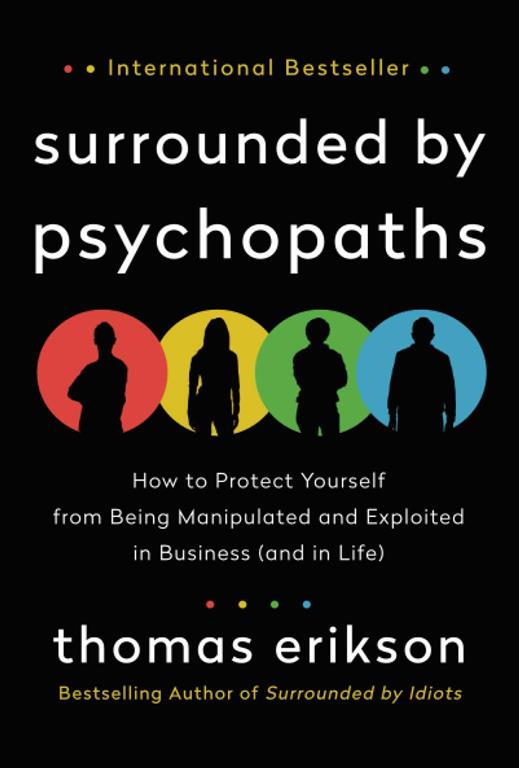 International Bestseller
surrounded by
psychopaths
How to Protect Yourself
from Being Manipulated and Exploited
in Business (and in Life)
thomas erikson
Bestselling Author of Surrounded by Idiots